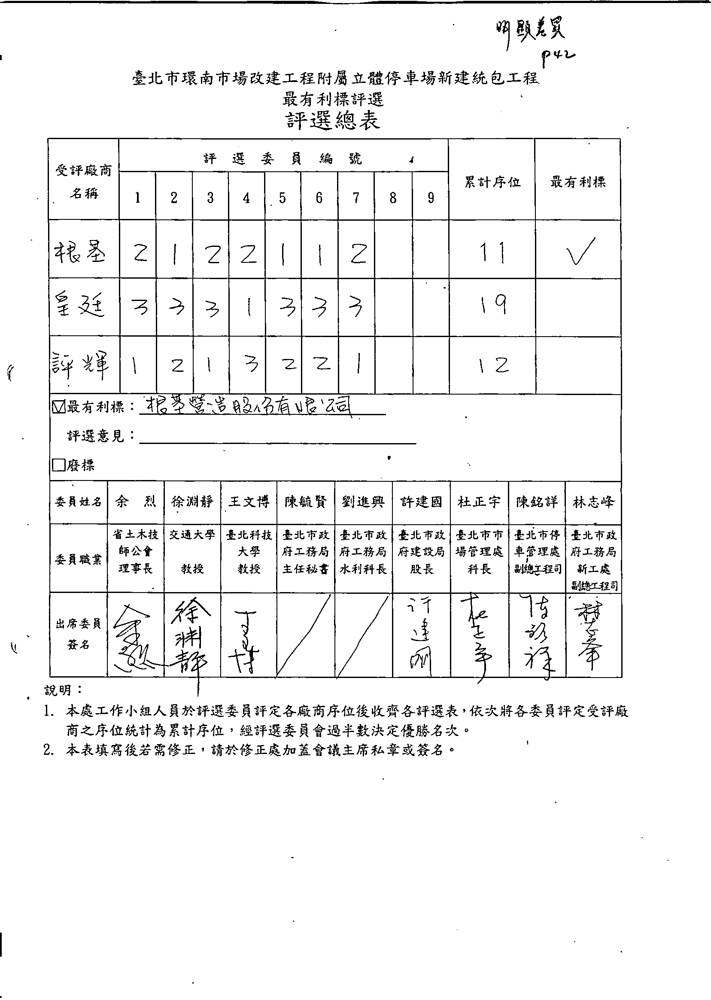 明顯差異
P42
臺北市環南市場改建工程附屬立體停車場新建統包工程
最有利標評選
評選總表
受評廠商名稱 評選委員編號 累計序位 最有利標
1 2 3 4 5 6 7 8 9
根基 2 1 2 2 1 1 2 11 ✓
皇廷 3 3 3 1 3 3 3 19
評輝 1 2 1 3 2 2 1 12
☑最有利標：根基營造股份有限公司
評選意見：
□廢標
委員姓名 余烈 徐淵靜 王文博 陳毓賢 劉進興 許建國 杜正宇 陳銘詳 林志峰
委員職業 省土木技師公會理事長 交通大學教授 臺北科技大學教授 臺北市政府工務局主任秘書 臺北市政府工務局水利科長 臺北市政府建設局股長 臺北市市場管理處科長 臺北市停車管理處副總工程司 臺北市政府工務局新工處副總工程司
出席委員簽名 余烈 徐淵靜 王文博 許建國 杜正宇 陳銘祥 林志峯
說明：
1. 本處工作小組人員於評選委員評定各廠商序位後收齊各評選表，依次將各委員評定受評廠
商之序位統計為累計序位，經評選委員會過半數決定優勝名次。
2. 本表填寫後若需修正，請於修正處加蓋會議主席私章或簽名。